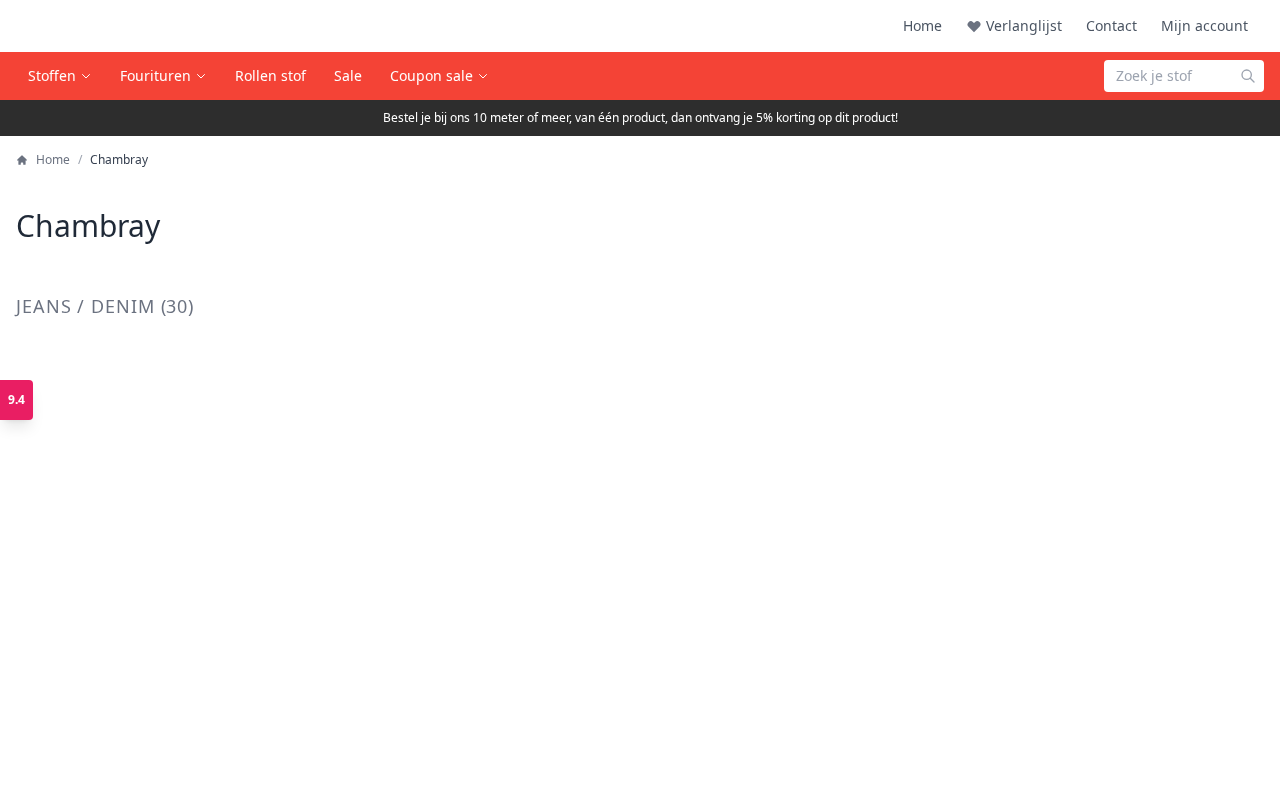 Home Verlanglijst Contact Mijn account
Stoffen Fourituren Rollen stof Sale Coupon sale Zoek je stof
Bestel je bij ons 10 meter of meer, van één product, dan ontvang je 5% korting op dit product!
Home / Chambray
Chambray
JEANS / DENIM (30)
9.4